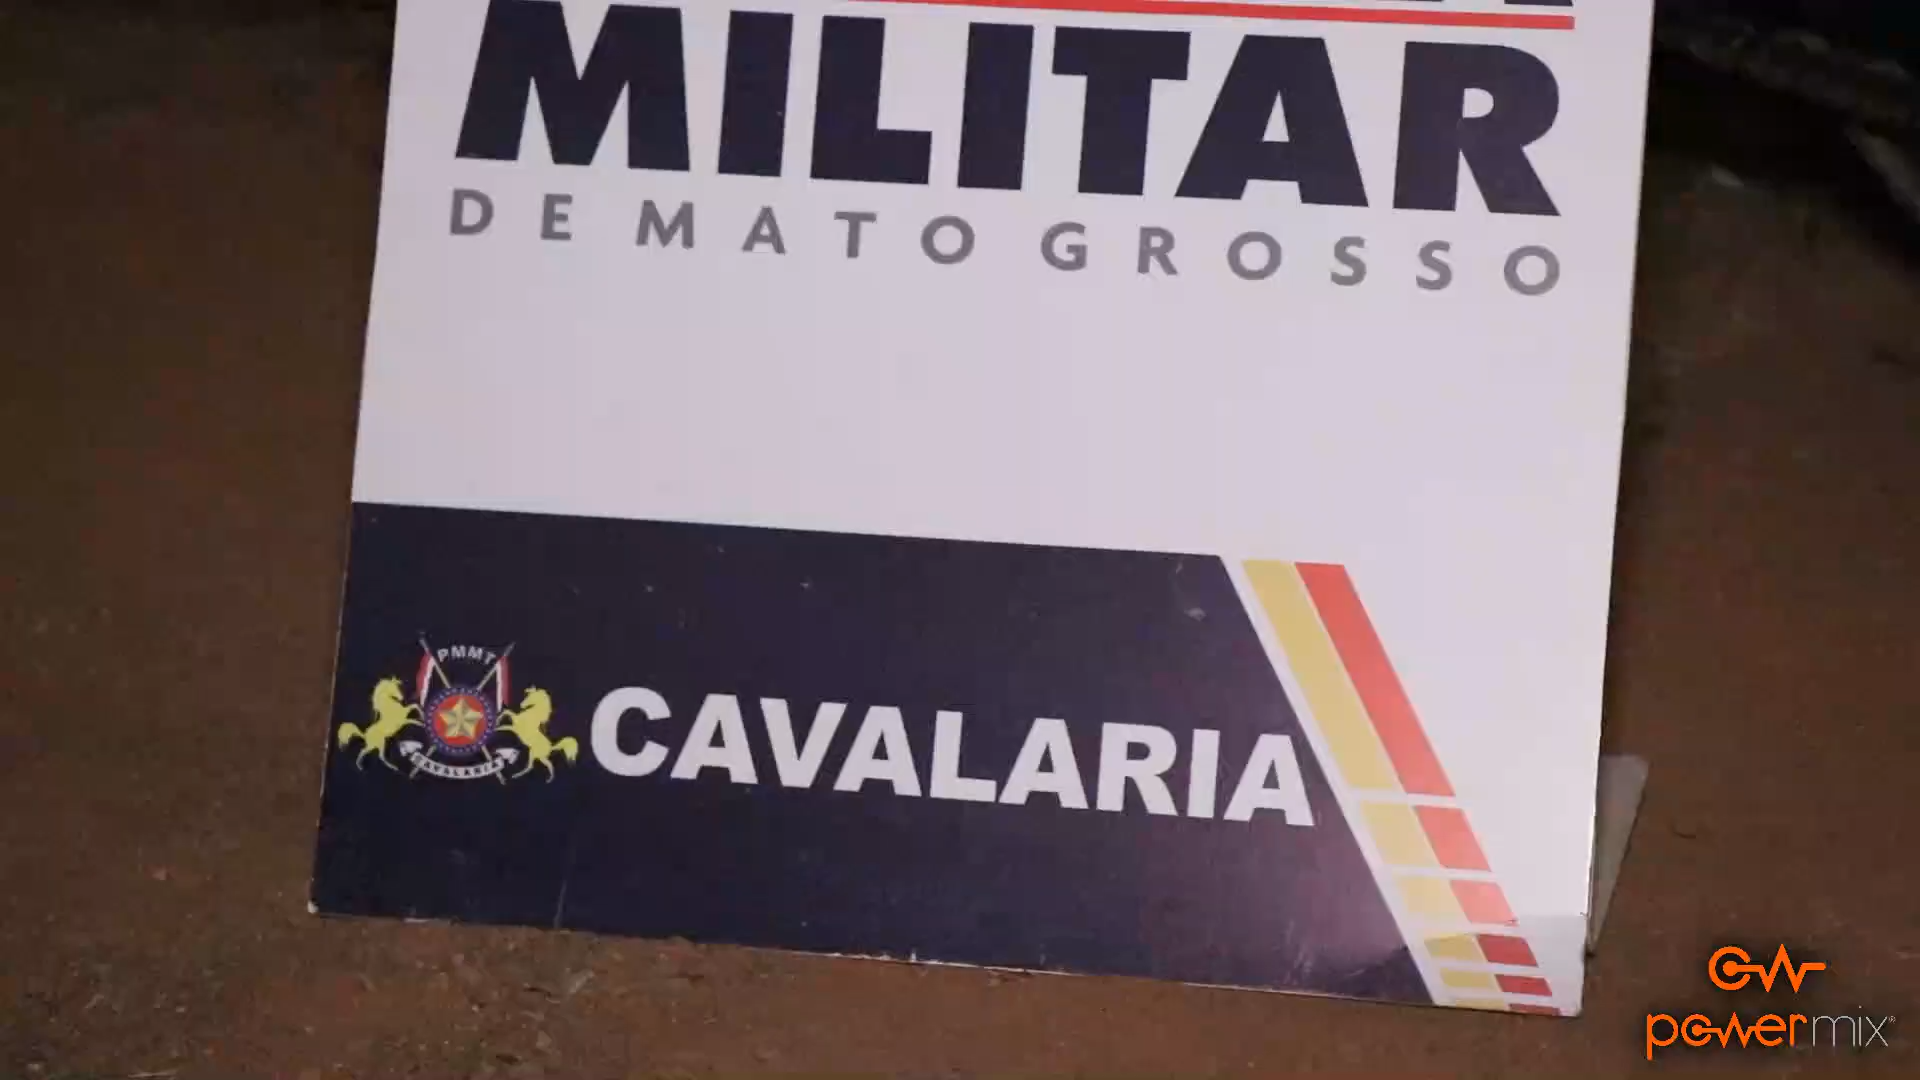 MILITAR
DE MATO GROSSO
PMMT
CAVALARIA
CAVALARIA
powermix®